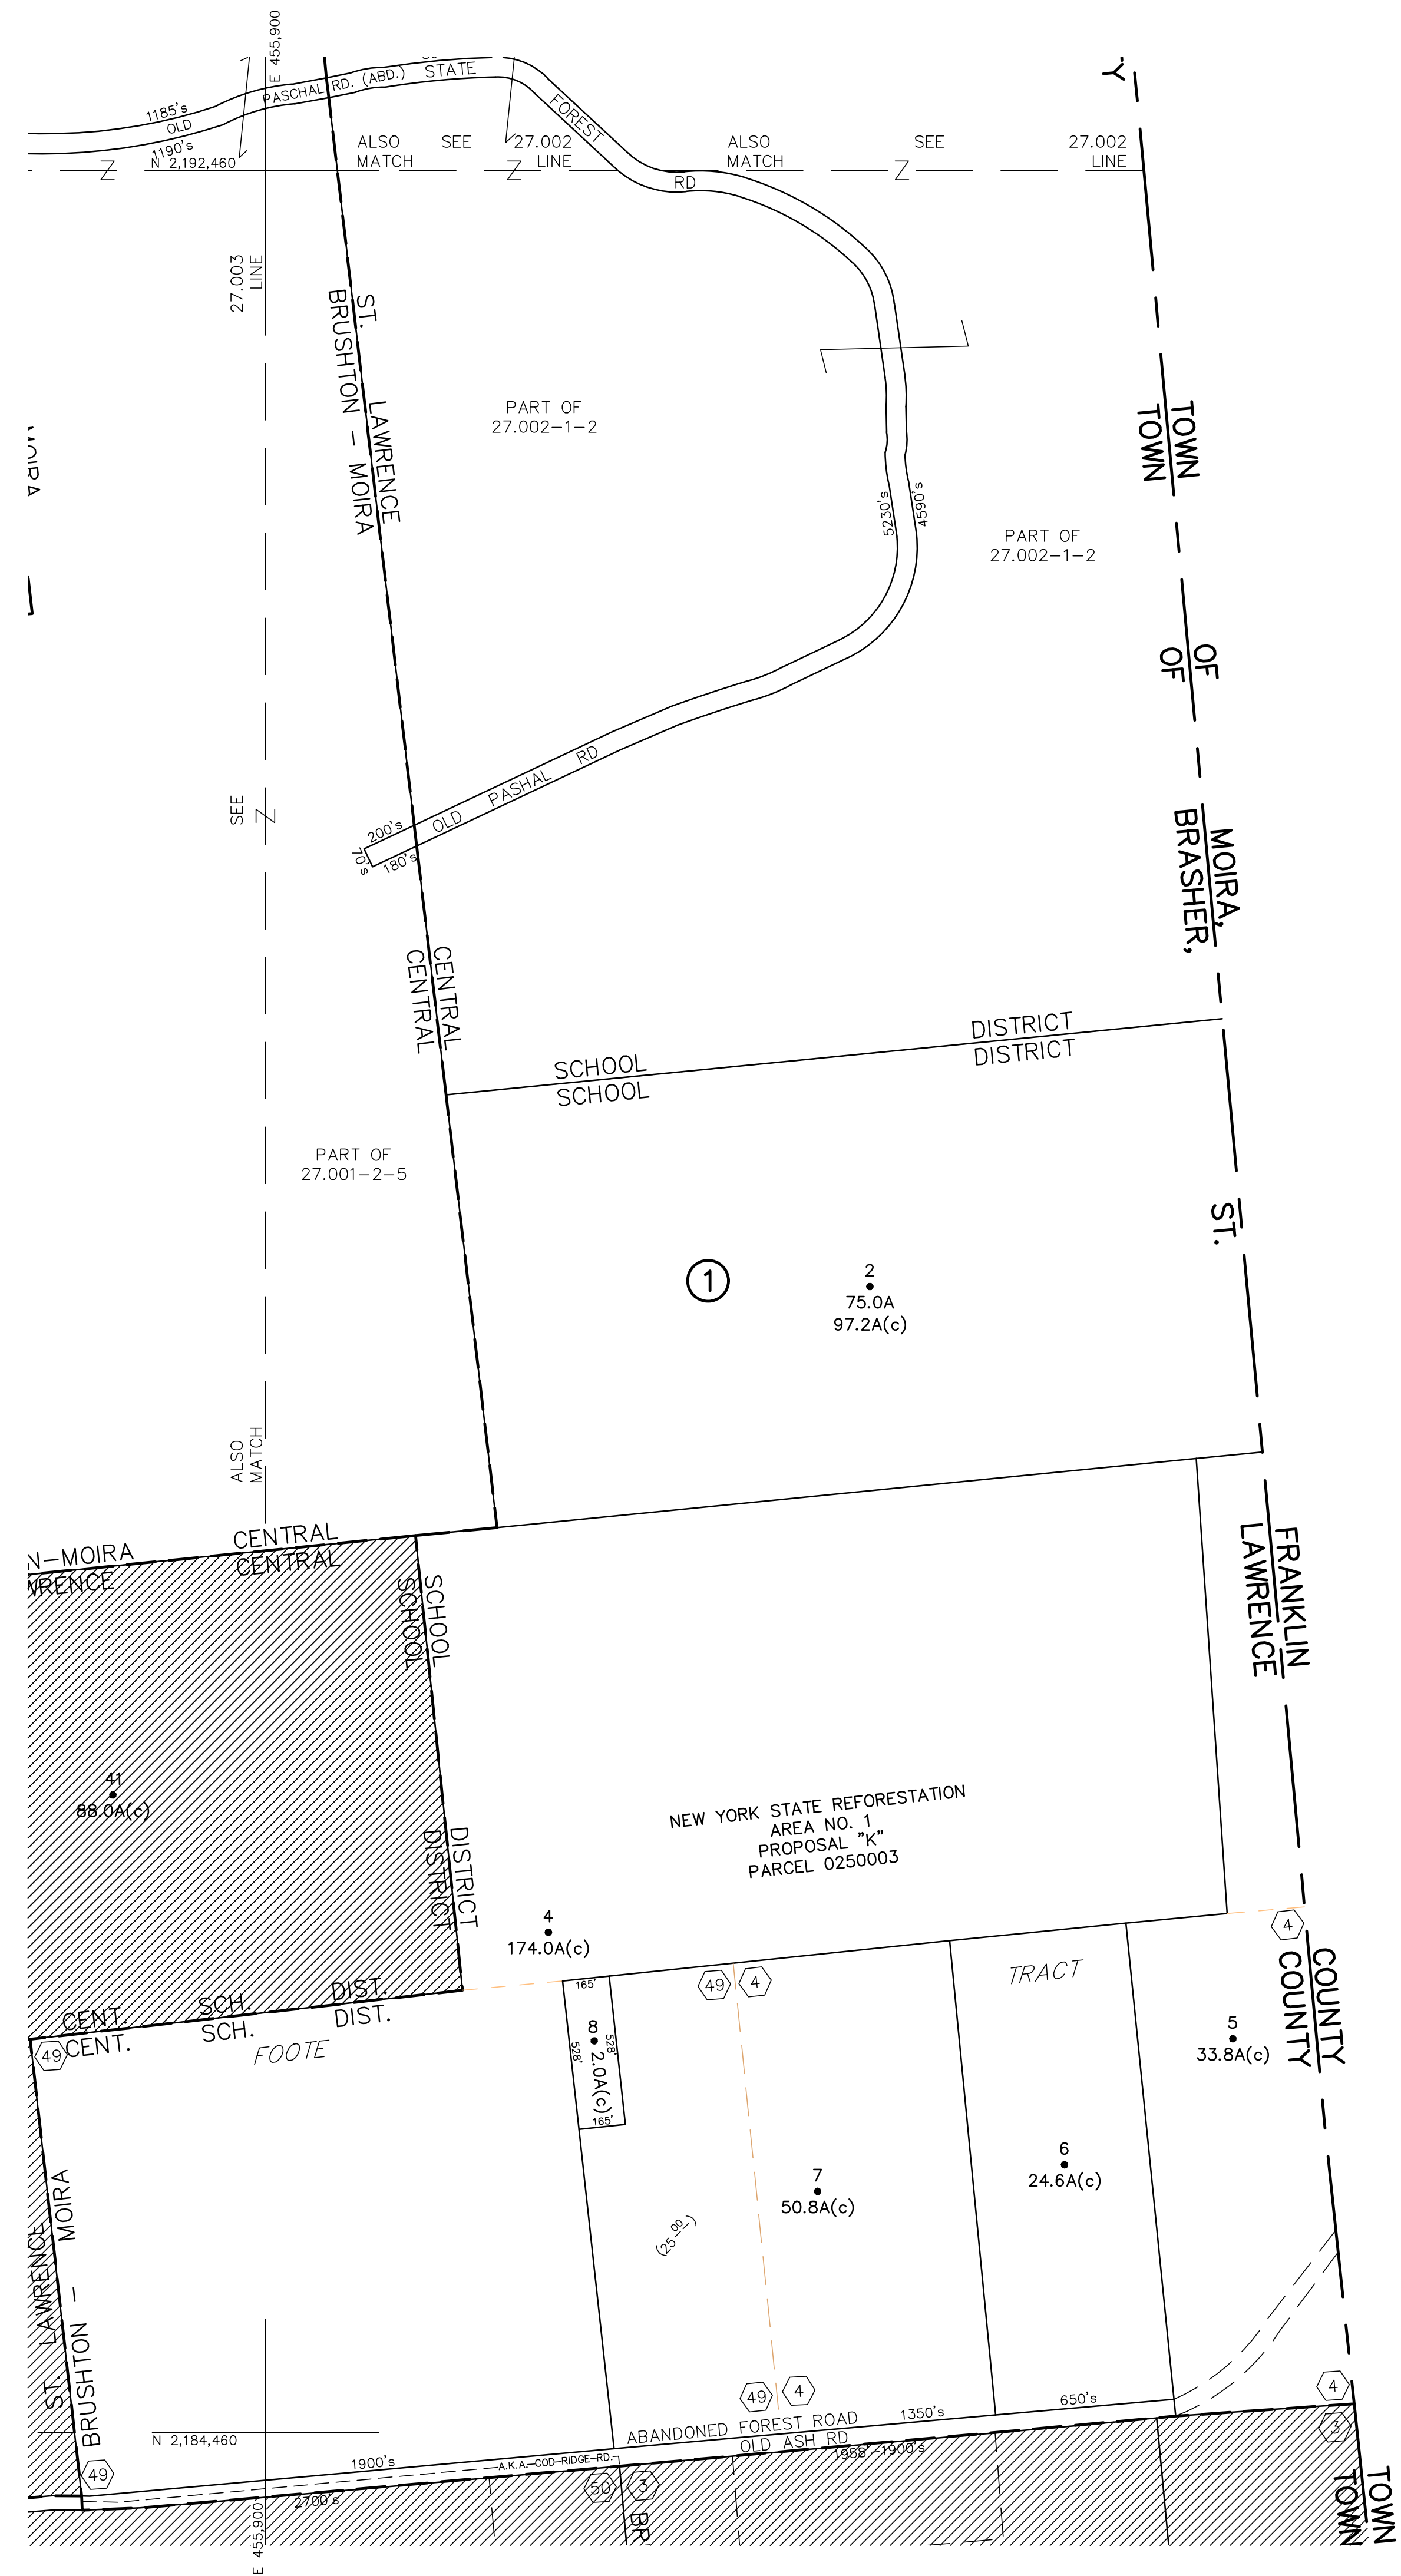 E 455,900
PASCHAL RD. (ABD.)
STATE
FOREST
RD
1185's
OLD
1190's
N 2,192,460
Z
ALSO SEE 27.002
MATCH Z LINE
ALSO SEE 27.002
MATCH Z LINE
Y
27.003
LINE
ST. LAWRENCE
BRUSHTON - MOIRA
MOIRA
PART OF
27.002-1-2
TOWN
TOWN
5230's
4590's
PART OF
27.002-1-2
OF
OF
SEE
Z
OLD PASHAL RD
200's
70's
180's
MOIRA,
BRASHER,
CENTRAL
CENTRAL
SCHOOL DISTRICT
SCHOOL DISTRICT
PART OF
27.001-2-5
ST.
1
2
75.0A
97.2A(c)
ALSO
MATCH
N-MOIRA CENTRAL
WRENCE CENTRAL
SCHOOL
SCHOOL
FRANKLIN
LAWRENCE
41
88.0A(c)
NEW YORK STATE REFORESTATION
AREA NO. 1
PROPOSAL "K"
PARCEL 0250003
DISTRICT
DISTRICT
4
174.0A(c)
4
COUNTY
COUNTY
CENT. SCH. DIST.
CENT. SCH. DIST.
49
FOOTE
165'
8
2.0A(c)
528'
528'
165'
49
4
TRACT
5
33.8A(c)
6
24.6A(c)
7
50.8A(c)
(25.00)
ST. LAWRENCE
BRUSHTON - MOIRA
49
4
4
3
650's
1350's
ABANDONED FOREST ROAD
OLD ASH RD
1958'-1900's
N 2,184,460
1900's
A.K.A. COD RIDGE RD.
49
2700's
50
3
BR
E 455,900
TOWN
TOWN